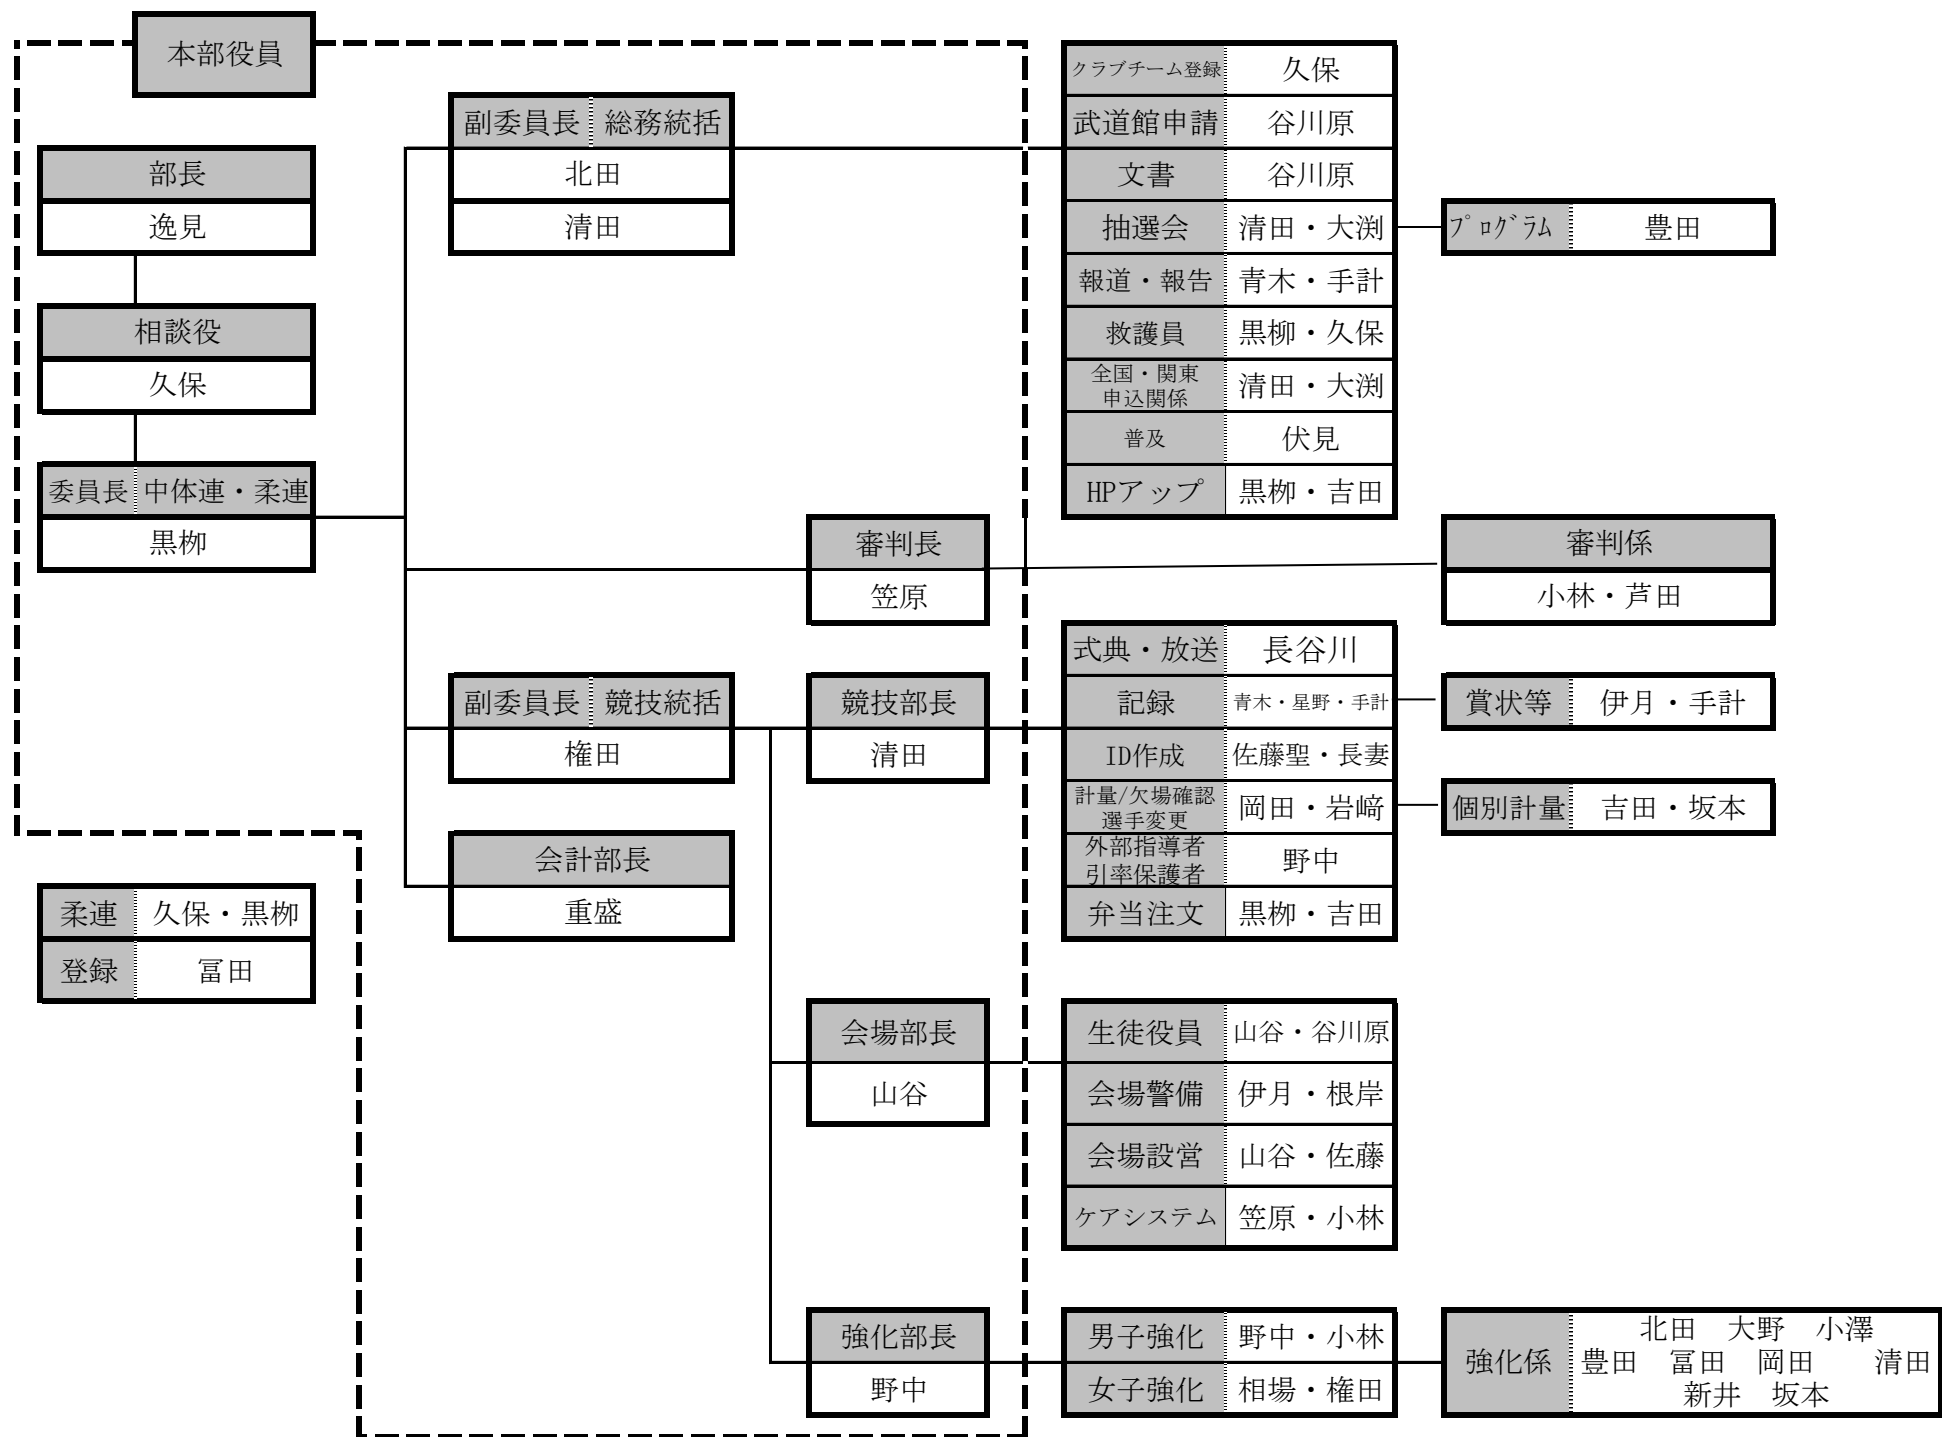 本部役員
部長
逸見
相談役
久保
委員長 中体連・柔連
黒栁
柔連 久保・黒栁
登録 冨田
副委員長 総務統括
北田
清田
審判長
笠原
副委員長 競技統括
権田
競技部長
清田
会計部長
重盛
会場部長
山谷
強化部長
野中
クラブチーム登録 久保
武道館申請 谷川原
文書 谷川原
抽選会 清田・大渕
報道・報告 青木・手計
救護員 黒柳・久保
全国・関東
申込関係 清田・大渕
普及 伏見
HPアップ 黒栁・吉田
ﾌﾟﾛｸﾞﾗﾑ 豊田
審判係
小林・芦田
式典・放送 長谷川
記録 青木・星野・手計
ID作成 佐藤聖・長妻
計量/欠場確認
選手変更 岡田・岩﨑
外部指導者
引率保護者 野中
弁当注文 黒栁・吉田
賞状等 伊月・手計
個別計量 吉田・坂本
生徒役員 山谷・谷川原
会場警備 伊月・根岸
会場設営 山谷・佐藤
ケアシステム 笠原・小林
男子強化 野中・小林
女子強化 相場・権田
強化係
北田 大野 小澤
豊田 冨田 岡田 清田
新井 坂本